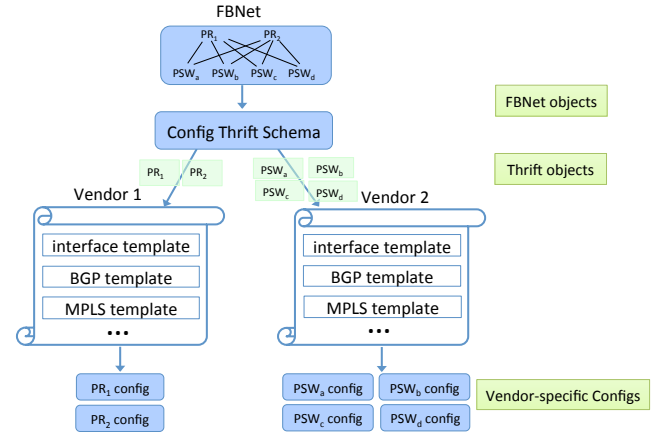 FBNet
PR1 PR2
PSWa PSWb PSWc PSWd
FBNet objects
Config Thrift Schema
PR1 PR2
PSWa PSWb
PSWc PSWd
Thrift objects
Vendor 1
interface template
BGP template
MPLS template
...
Vendor 2
interface template
BGP template
MPLS template
...
PR1 config
PR2 config
PSWa config PSWb config
PSWc config PSWd config
Vendor-specific Configs